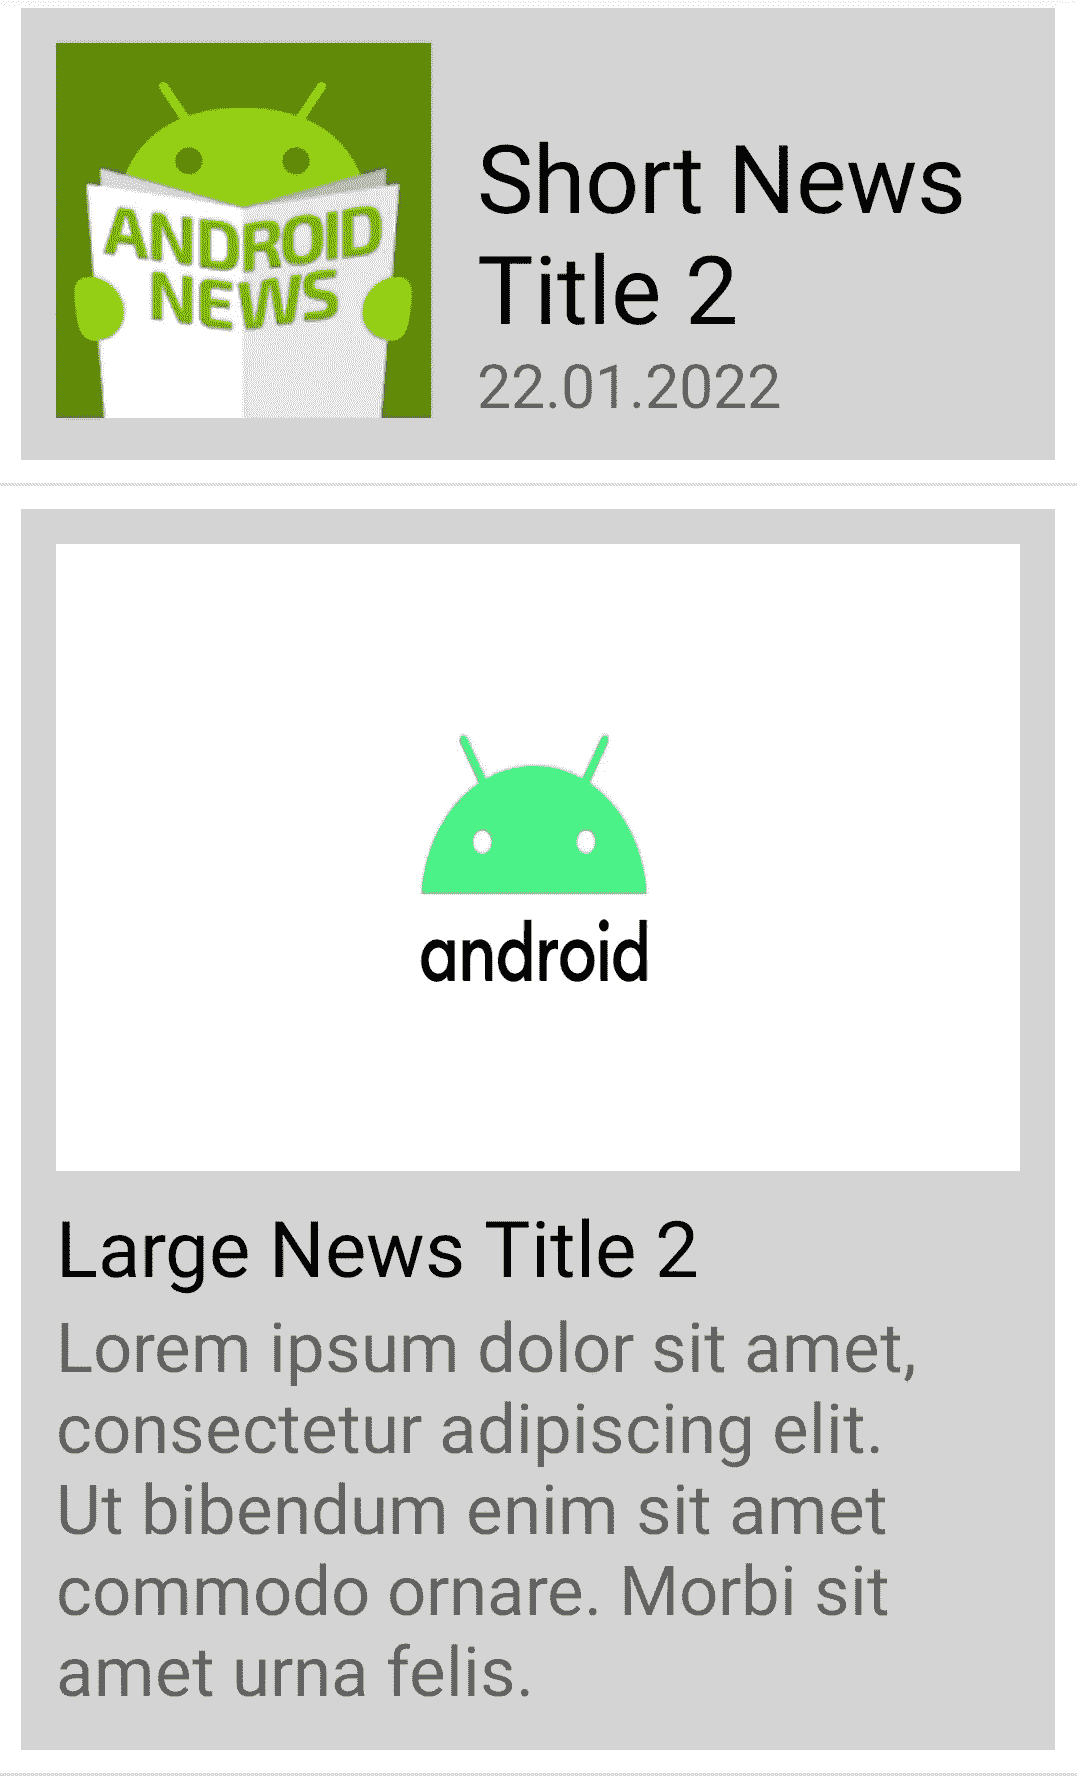 ANDROID
NEWS
Short News
Title 2
22.01.2022
android
Large News Title 2
Lorem ipsum dolor sit amet,
consectetur adipiscing elit.
Ut bibendum enim sit amet
commodo ornare. Morbi sit
amet urna felis.